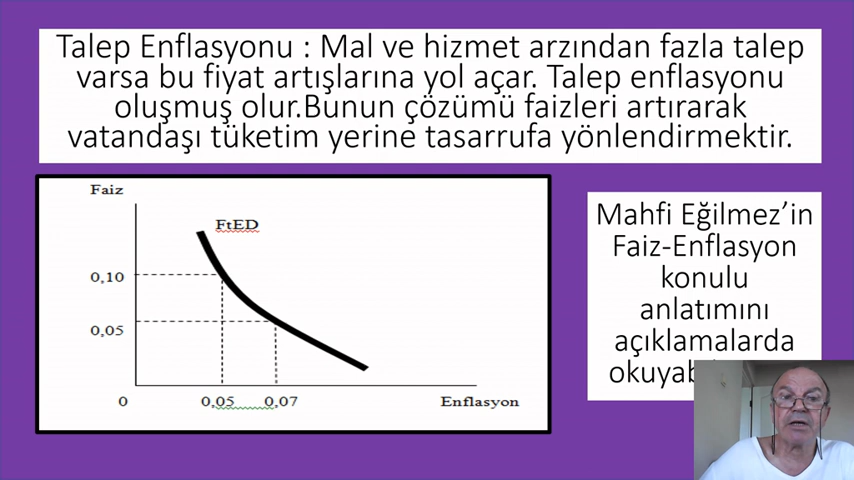 Talep Enflasyonu : Mal ve hizmet arzından fazla talep
varsa bu fiyat artışlarına yol açar. Talep enflasyonu
oluşmuş olur.Bunun çözümü faizleri artırarak
vatandaşı tüketim yerine tasarrufa yönlendirmektir.
Faiz
FtED
0,10
0,05
0
0,05
0,07
Enflasyon
Mahfi Eğilmez’in
Faiz-Enflasyon
konulu
anlatımını
açıklamalarda